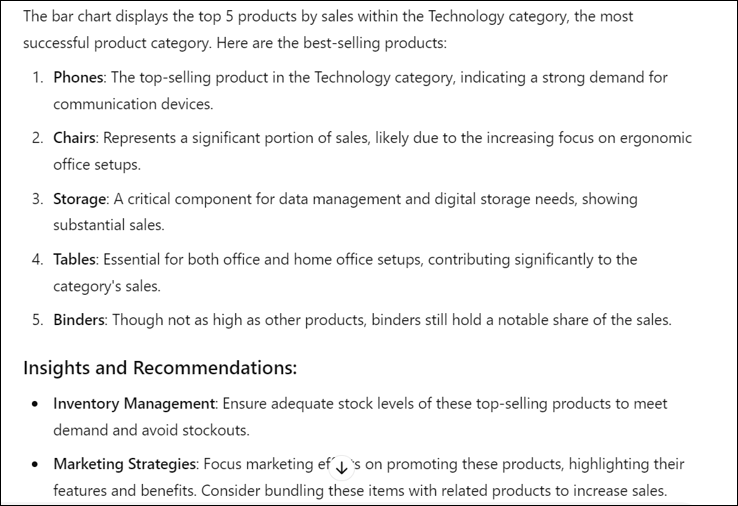 The bar chart displays the top 5 products by sales within the Technology category, the most
successful product category. Here are the best-selling products:
1. Phones: The top-selling product in the Technology category, indicating a strong demand for
communication devices.
2. Chairs: Represents a significant portion of sales, likely due to the increasing focus on ergonomic
office setups.
3. Storage: A critical component for data management and digital storage needs, showing
substantial sales.
4. Tables: Essential for both office and home office setups, contributing significantly to the
category's sales.
5. Binders: Though not as high as other products, binders still hold a notable share of the sales.
Insights and Recommendations:
• Inventory Management: Ensure adequate stock levels of these top-selling products to meet
demand and avoid stockouts.
• Marketing Strategies: Focus marketing on promoting these products, highlighting their
features and benefits. Consider bundling these items with related products to increase sales.